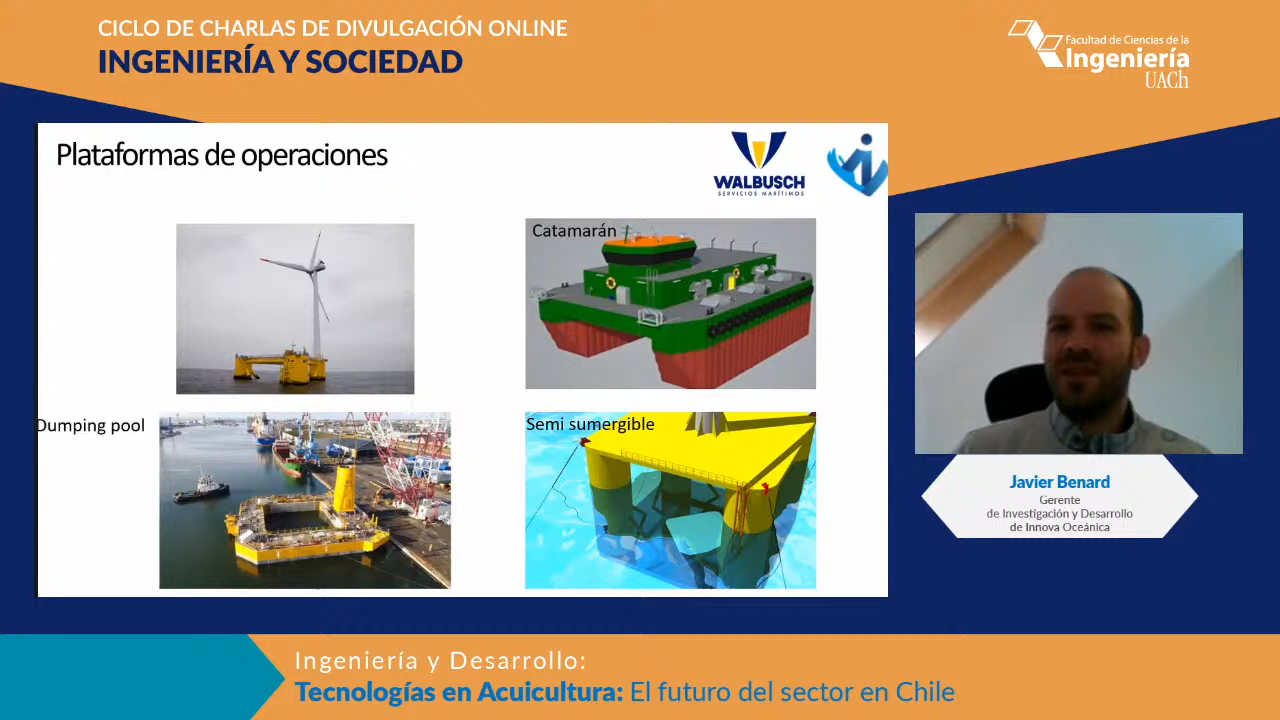 CICLO DE CHARLAS DE DIVULGACIÓN ONLINE
INGENIERÍA Y SOCIEDAD
Facultad de Ciencias de la
Ingeniería
UACh
Plataformas de operaciones
WALBUSCH
SERVICIOS MARÍTIMOS
Catamarán
Dumping pool
Semi sumergible
Javier Benard
Gerente
de Investigación y Desarrollo
de Innova Oceánica
Ingeniería y Desarrollo:
Tecnologías en Acuicultura: El futuro del sector en Chile